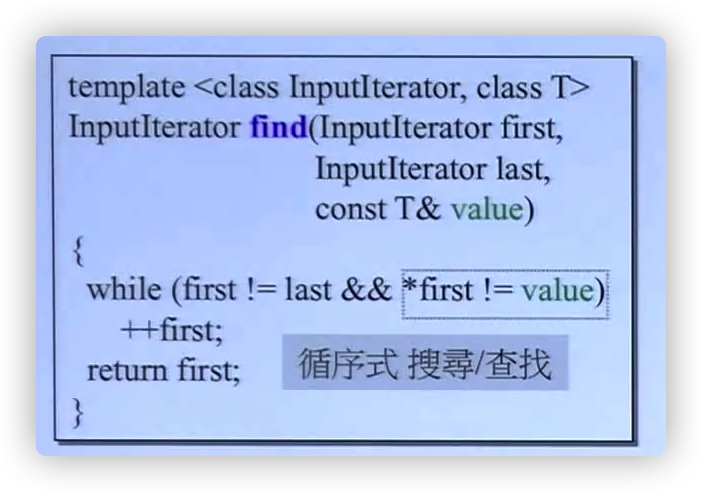 template <class InputIterator, class T>
InputIterator find(InputIterator first,
InputIterator last,
const T& value)
{
while (first != last && *first != value)
++first;
return first;
循序式 搜尋/查找
}